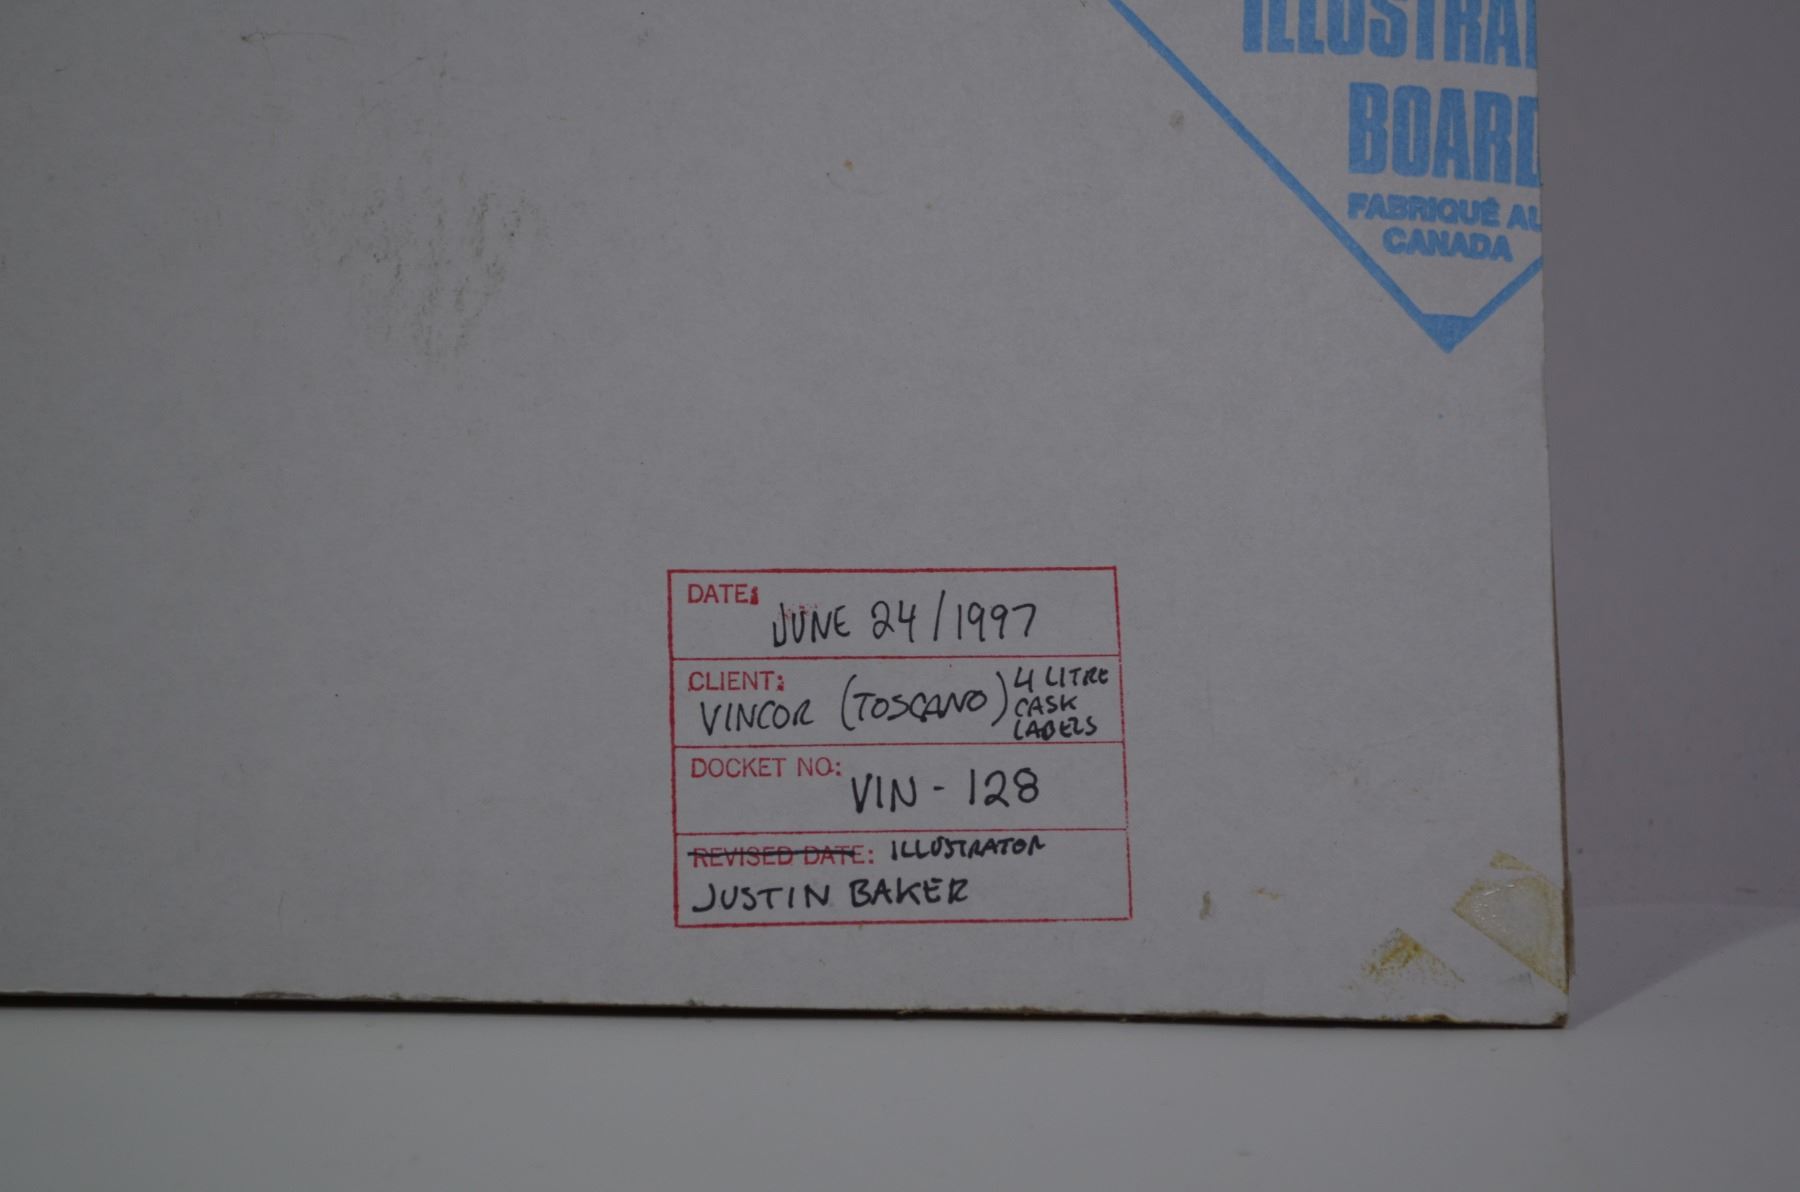 ILLUSTRAT
BOARD
FABRIQUÉ AU
CANADA
DATE:
JUNE 24/1997
CLIENT:
VINCOR (TOSCANO) 4 LITRE
CASK
LABELS
DOCKET NO:
VIN - 128
REVISED DATE: ILLUSTRATOR
JUSTIN BAKER